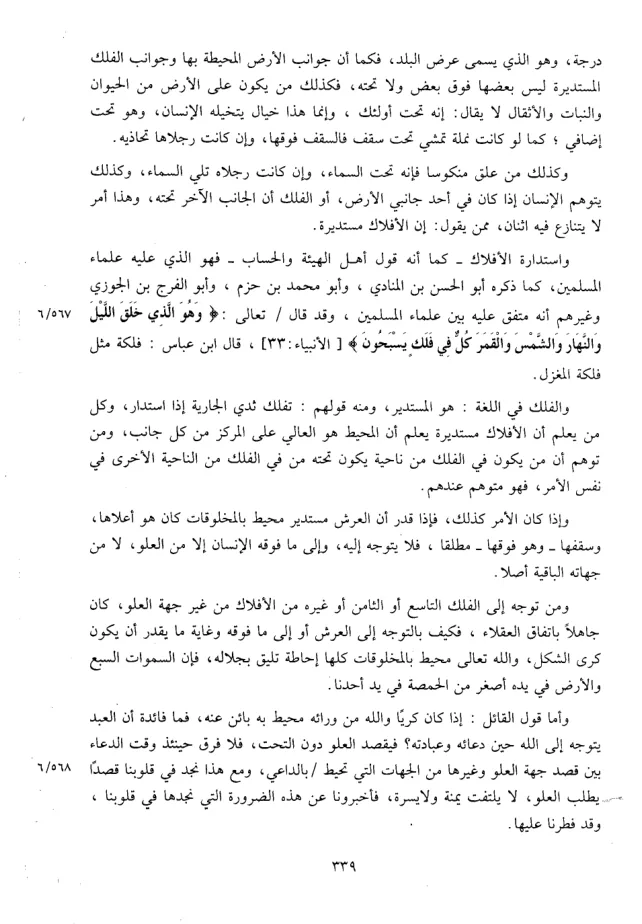 درجة، وهو الذي يسمى عرض البلد، فكما أن جوانب الأرض المحيطة بها وجوانب الفلك
المستديرة ليس بعضها فوق بعض ولا تحته، فكذلك من يكون على الأرض من الحيوان
والنبات والأثقال لا يقال: إنه تحت أولئك ، وإنما هذا خيال يتخيله الإنسان، وهو تحت
إضافي ؛ كما لو كانت نملة تمشي تحت سقف فالسقف فوقها، وإن كانت رجلاها تحاذيه.
وكذلك من علق منكوسا فإنه تحت السماء، وإن كانت رجلاه تلي السماء، وكذلك
يتوهم الإنسان إذا كان في أحد جانبي الأرض، أو الفلك أن الجانب الآخر تحته، وهذا أمر
لا يتنازع فيه اثنان، ممن يقول: إن الأفلاك مستديرة.
واستدارة الأفلاك ـ كما أنه قول أهل الهيئة والحساب ـ فهو الذي عليه علماء
المسلمين، كما ذكره أبو الحسن بن المنادي ، وأبو محمد بن حزم ، وأبو الفرج بن الجوزي
وغيرهم أنه متفق عليه بين علماء المسلمين ، وقد قال / تعالى :﴿ وَهُوَ الَّذِي خَلَقَ اللَّيْلَ ٦/٥٦٧
وَالنَّهَارَ وَالشَّمْسَ وَالْقَمَرَ كُلٌّ فِي فَلَكٍ يَسْبَحُونَ ﴾ [ الأنبياء:٣٣] ، قال ابن عباس : فلكة مثل
فلكة المغزل.
والفلك في اللغة : هو المستدير، ومنه قولهم : تفلك ثدي الجارية إذا استدار، وكل
من يعلم أن الأفلاك مستديرة يعلم أن المحيط هو العالي على المركز من كل جانب، ومن
توهم أن من يكون في الفلك من ناحية يكون تحته من في الفلك من الناحية الأخرى في
نفس الأمر، فهو متوهم عندهم.
وإذا كان الأمر كذلك، فإذا قدر أن العرش مستدير محيط بالمخلوقات كان هو أعلاها،
وسقفها ـ وهو فوقها ـ مطلقا ، فلا يتوجه إليه، وإلى ما فوقه الإنسان إلا من العلو، لا من
جهاته الباقية أصلا.
ومن توجه إلى الفلك التاسع أو الثامن أو غيره من الأفلاك من غير جهة العلو، كان
جاهلاً باتفاق العقلاء ، فكيف بالتوجه إلى العرش أو إلى ما فوقه وغاية ما يقدر أن يكون
كرى الشكل، والله تعالى محيط بالمخلوقات كلها إحاطة تليق بجلاله، فإن السموات السبع
والأرض في يده أصغر من الحمصة في يد أحدنا.
وأما قول القائل : إذا كان كريًا والله من ورائه محيط به بائن عنه، فما فائدة أن العبد
يتوجه إلى الله حين دعائه وعبادته؟ فيقصد العلو دون التحت، فلا فرق حينئذ وقت الدعاء
بين قصد جهة العلو وغيرها من الجهات التي تحيط /بالداعي، ومع هذا نجد في قلوبنا قصدًا ٦/٥٦٨
يطلب العلو، لا يلتفت يمنة ولايسرة، فأخبرونا عن هذه الضرورة التي نجدها في قلوبنا ،
وقد فطرنا عليها.
٣٣٩